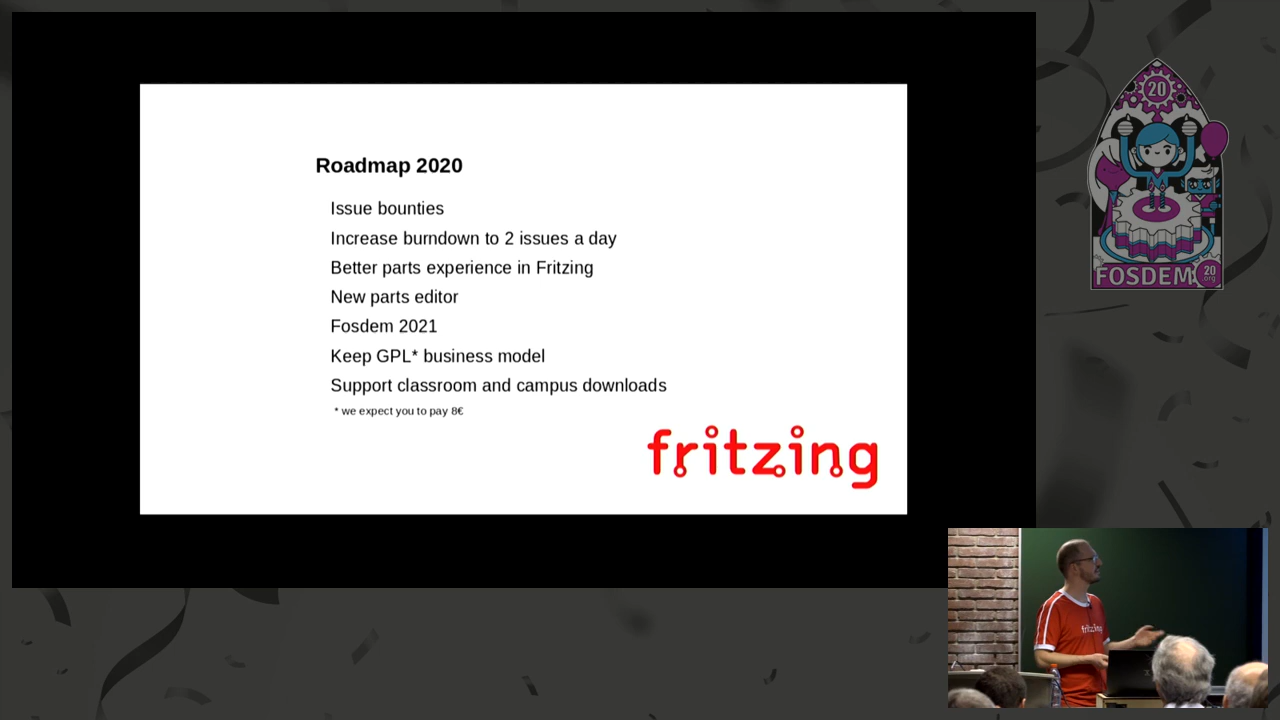 Roadmap 2020
Issue bounties
Increase burndown to 2 issues a day
Better parts experience in Fritzing
New parts editor
Fosdem 2021
Keep GPL* business model
Support classroom and campus downloads
* we expect you to pay 8€
fritzing
20
FOSDEM
20
.org
fritzing